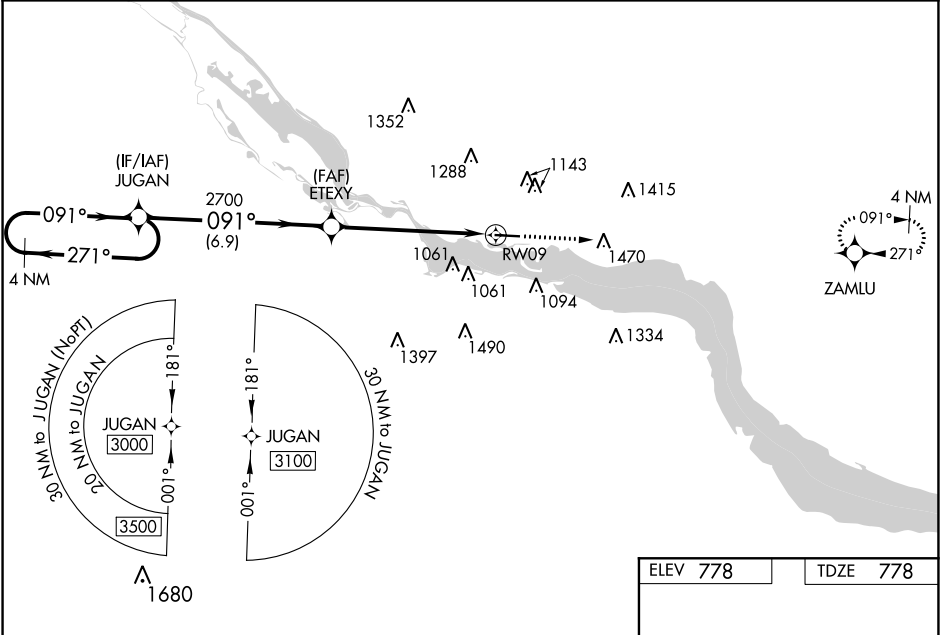 1352
1288
1143
1415
(IF/IAF)
JUGAN
(FAF)
ETEXY
2700
091°
(6.9)
091°
271°
4 NM
RW09
1470
1061
1061
1094
1397
1490
1334
4 NM
091°
271°
ZAMLU
30 NM to JUGAN (NoPT)
20 NM to JUGAN
181°
JUGAN
3000
001°
3500
181°
JUGAN
3100
001°
30 NM to JUGAN
1680
ELEV 778
TDZE 778